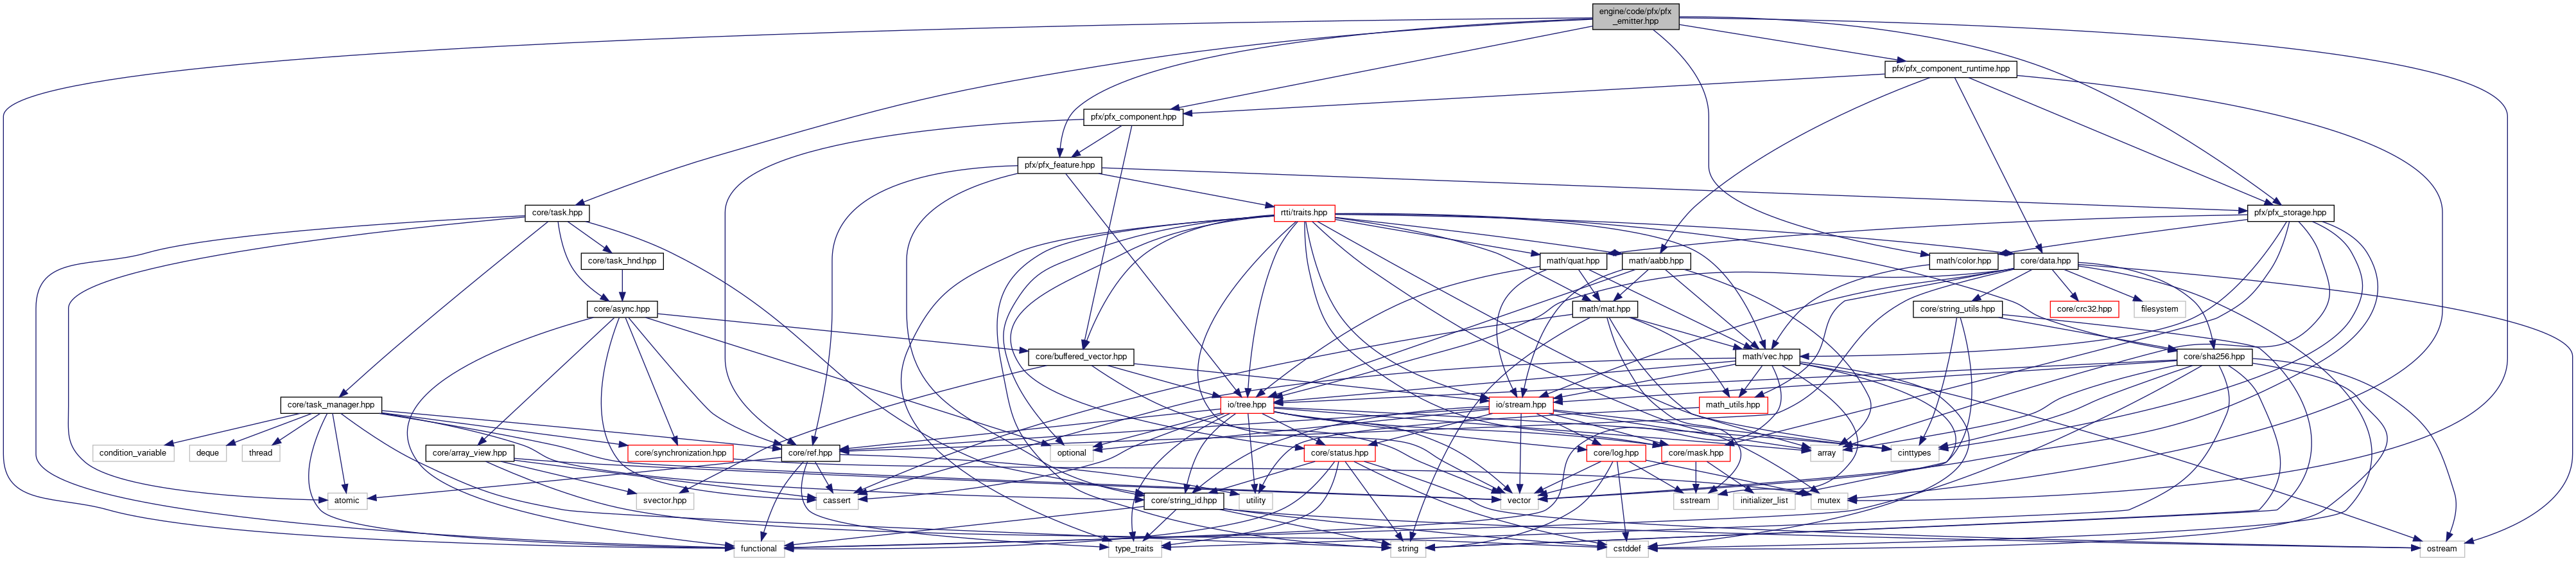 engine/code/pfx/pfx
_emitter.hpp
pfx/pfx_component_runtime.hpp
pfx/pfx_component.hpp
pfx/pfx_feature.hpp
core/task.hpp
rtti/traits.hpp
pfx/pfx_storage.hpp
core/task_hnd.hpp
math/quat.hpp
math/aabb.hpp
math/color.hpp
core/data.hpp
core/async.hpp
math/mat.hpp
core/string_utils.hpp
core/crc32.hpp
filesystem
core/buffered_vector.hpp
math/vec.hpp
core/sha256.hpp
core/task_manager.hpp
io/tree.hpp
io/stream.hpp
math_utils.hpp
condition_variable
deque
thread
core/array_view.hpp
core/synchronization.hpp
core/ref.hpp
optional
core/status.hpp
core/log.hpp
core/mask.hpp
array
cinttypes
atomic
svector.hpp
cassert
core/string_id.hpp
utility
vector
sstream
initializer_list
mutex
functional
type_traits
string
cstddef
ostream